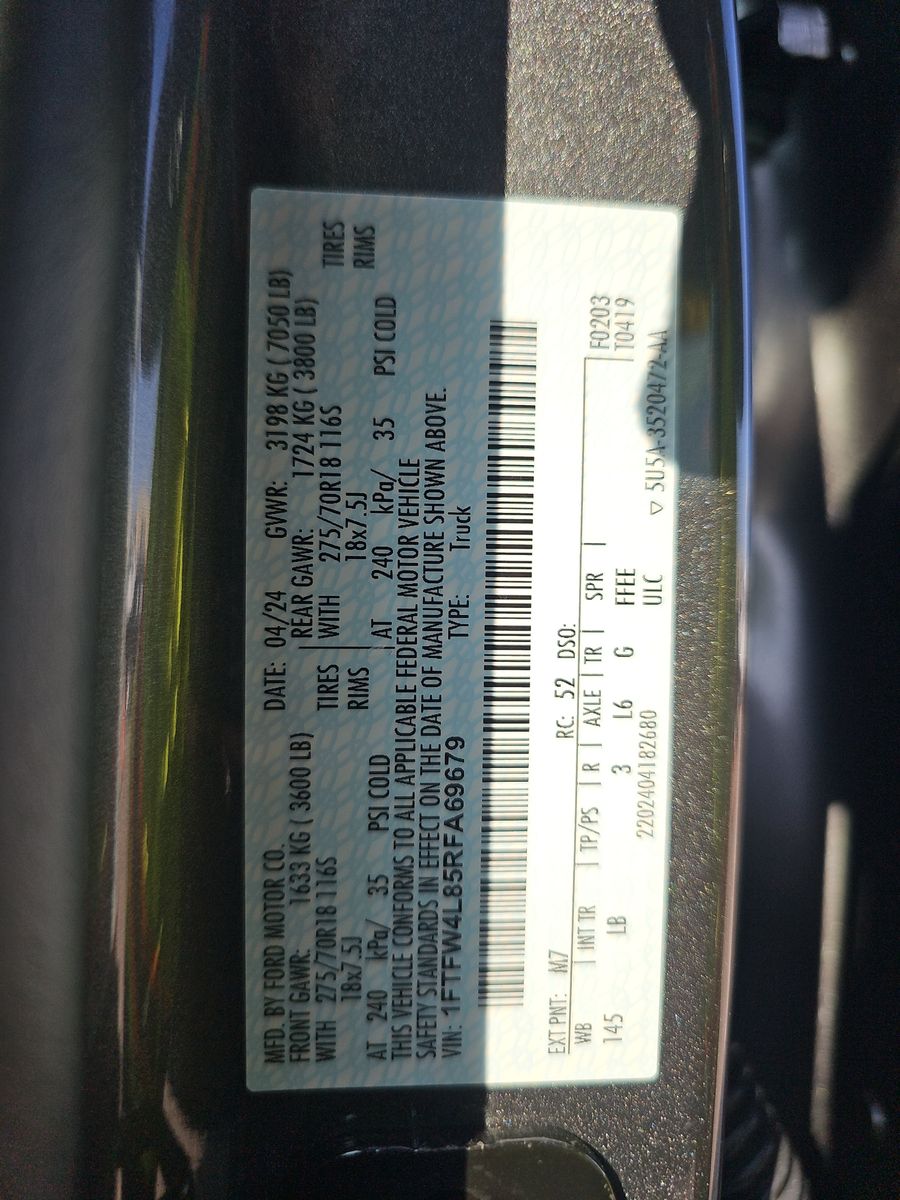 MFD. BY FORD MOTOR CO.
DATE: 04/24 GVWR: 3198 KG ( 7050 LB)
FRONT GAWR: 1633 KG ( 3600 LB) REAR GAWR: 1724 KG ( 3800 LB)
WITH 275/70R18 116S TIRES WITH 275/70R18 116S TIRES
18x7.5J RIMS 18x7.5J RIMS
AT 240 kPa/ 35 PSI COLD AT 240 kPa/ 35 PSI COLD
THIS VEHICLE CONFORMS TO ALL APPLICABLE FEDERAL MOTOR VEHICLE
SAFETY STANDARDS IN EFFECT ON THE DATE OF MANUFACTURE SHOWN ABOVE.
VIN: 1FTFW4L85RFA69679 TYPE: Truck
EXT PNT: M7 RC: 52 DSO:
WB | INT TR | TP/PS | R | AXLE | TR | SPR | F0203
145 LB 3 L6 G FFEE T0419
2202404182680 ULC
▽ 5U5A-3520472-AA